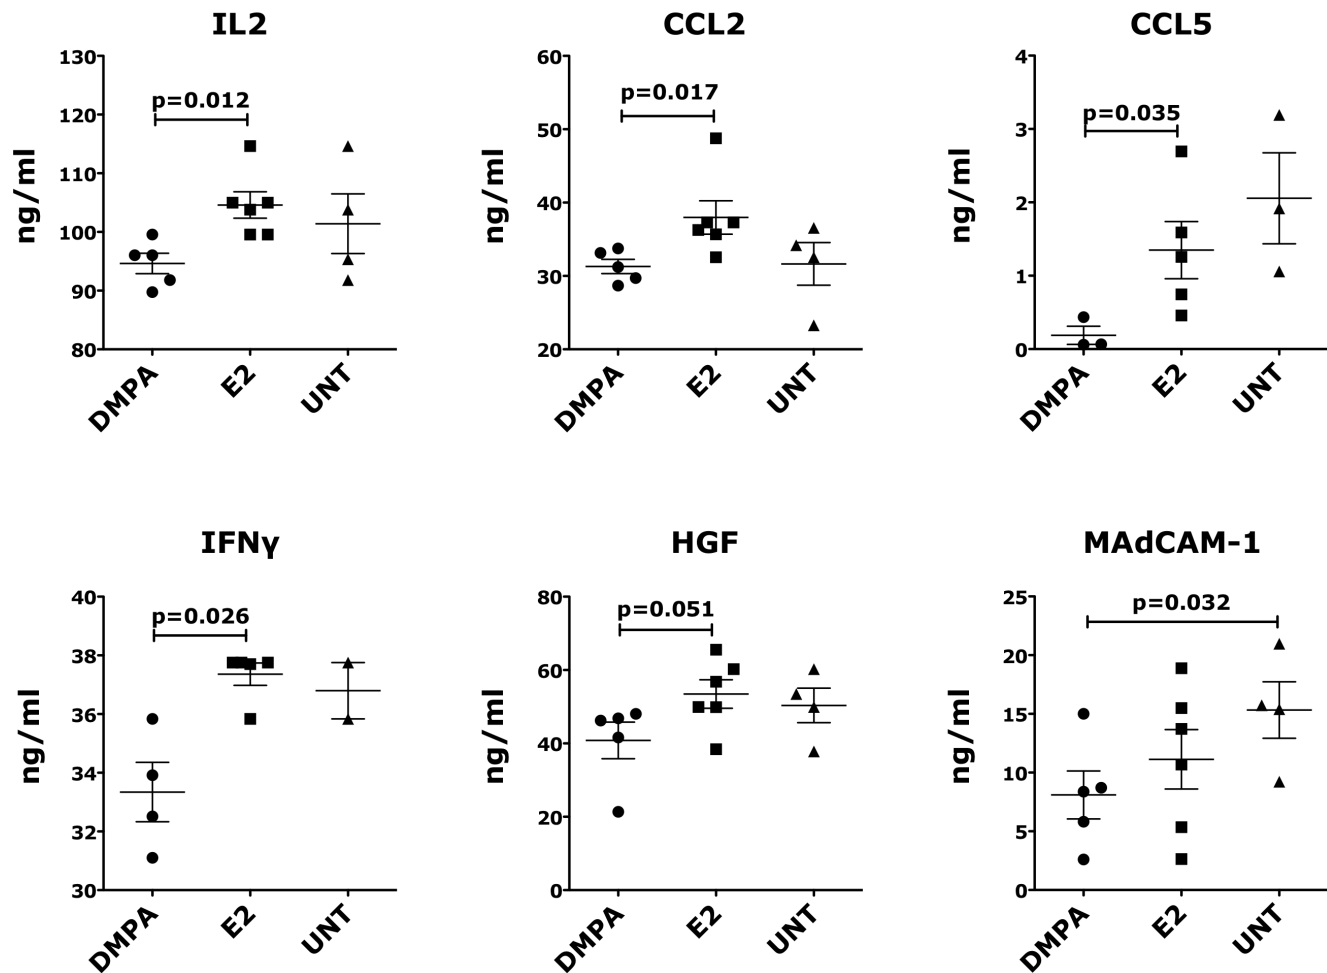 IL2
130
120
110
100
90
80
ng/ml
p=0.012
DMPA
E2
UNT
CCL2
60
50
40
30
20
ng/ml
p=0.017
DMPA
E2
UNT
CCL5
4
3
2
1
0
ng/ml
p=0.035
DMPA
E2
UNT
IFNγ
40
38
36
34
32
30
ng/ml
p=0.026
DMPA
E2
UNT
HGF
80
60
40
20
0
ng/ml
p=0.051
DMPA
E2
UNT
MAdCAM-1
25
20
15
10
5
0
ng/ml
p=0.032
DMPA
E2
UNT